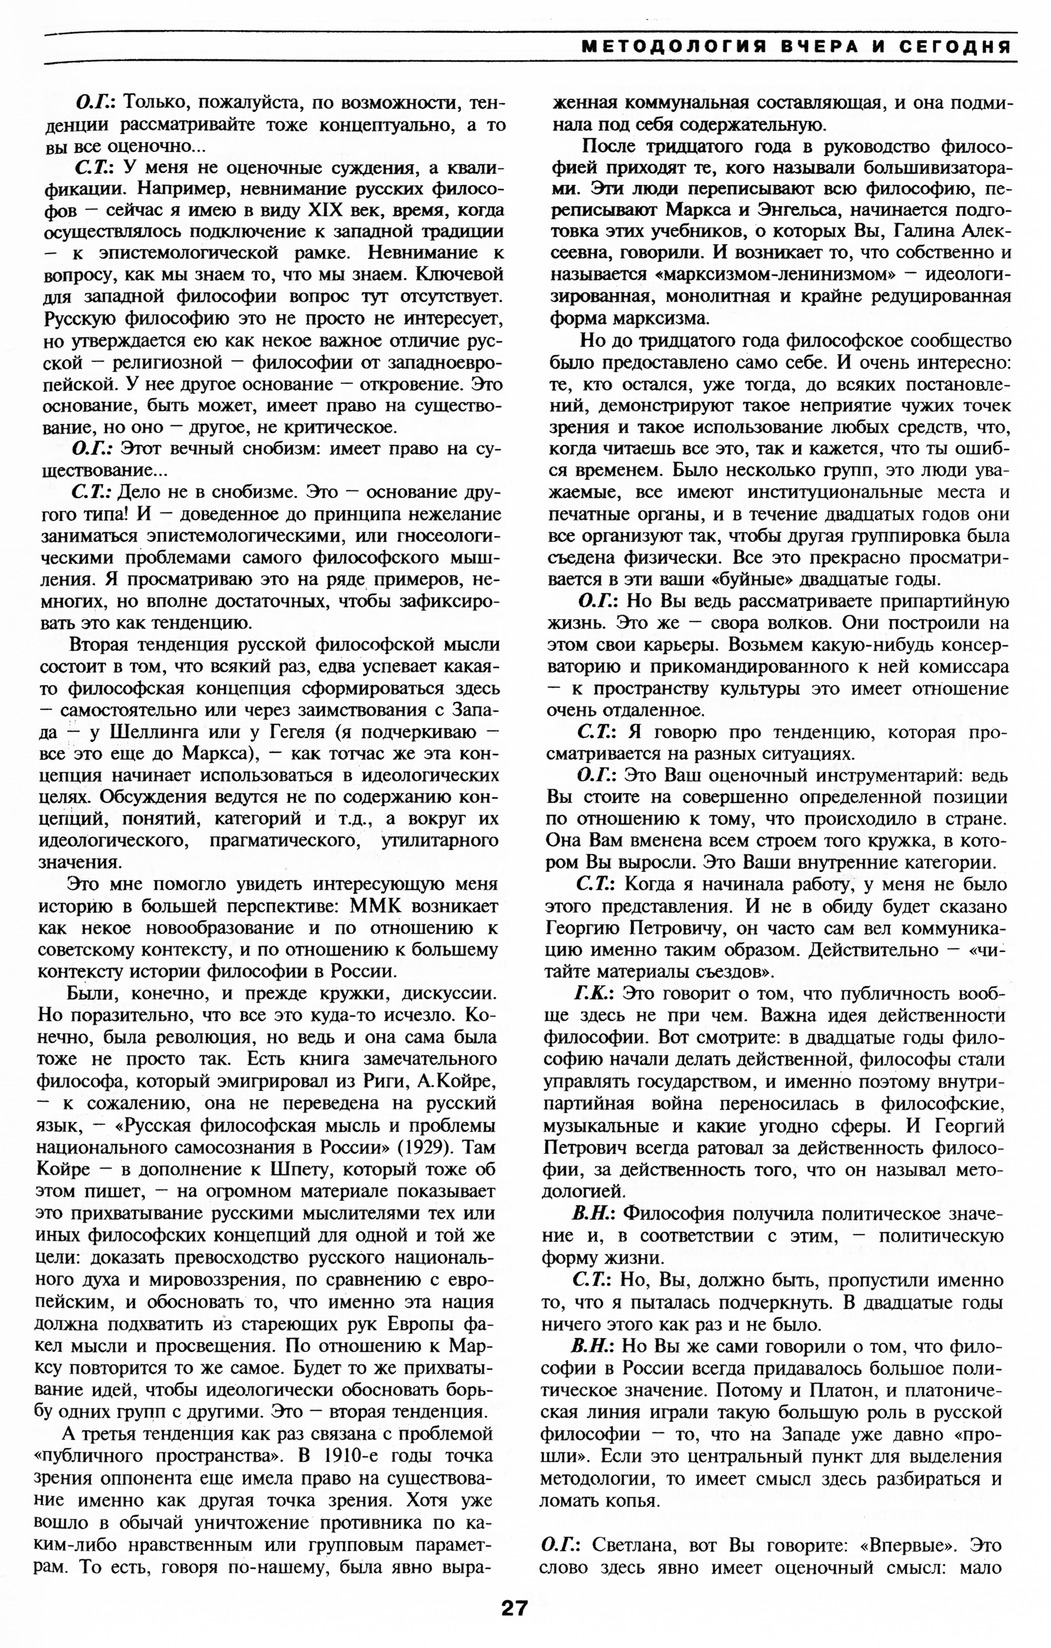 МЕТОДОЛОГИЯ ВЧЕРА И СЕГОДНЯ
О.Г.: Только, пожалуйста, по возможности, тен-
денции рассматривайте тоже концептуально, а то
вы все оценочно...
С.Т.: У меня не оценочные суждения, а квали-
фикации. Например, невнимание русских филосо-
фов — сейчас я имею в виду XIX век, время, когда
осуществлялось подключение к западной традиции
— к эпистемологической рамке. Невнимание к
вопросу, как мы знаем то, что мы знаем. Ключевой
для западной философии вопрос тут отсутствует.
Русскую философию это не просто не интересует,
но утверждается ею как некое важное отличие рус-
ской — религиозной — философии от западноевро-
пейской. У нее другое основание — откровение. Это
основание, быть может, имеет право на существо-
вание, но оно — другое, не критическое.
О.Г.: Этот вечный снобизм: имеет право на су-
ществование...
С.Т.: Дело не в снобизме. Это — основание дру-
гого типа! И — доведенное до принципа нежелание
заниматься эпистемологическими, или гносеологи-
ческими проблемами самого философского мыш-
ления. Я просматриваю это на ряде примеров, не-
многих, но вполне достаточных, чтобы зафиксиро-
вать это как тенденцию.
Вторая тенденция русской философской мысли
состоит в том, что всякий раз, едва успевает какая-
то философская концепция сформироваться здесь
— самостоятельно или через заимствования с Запа-
да — у Шеллинга или у Гегеля (я подчеркиваю —
все это еще до Маркса), — как тотчас же эта кон-
цепция начинает использоваться в идеологических
целях. Обсуждения ведутся не по содержанию кон-
цепций, понятий, категорий и т.д., а вокруг их
идеологического, прагматического, утилитарного
значения.
Это мне помогло увидеть интересующую меня
историю в большей перспективе: ММК возникает
как некое новообразование и по отношению к
советскому контексту, и по отношению к большему
контексту истории философии в России.
Были, конечно, и прежде кружки, дискуссии.
Но поразительно, что все это куда-то исчезло. Ко-
нечно, была революция, но ведь и она сама была
тоже не просто так. Есть книга замечательного
философа, который эмигрировал из Риги, А.Койре,
— к сожалению, она не переведена на русский
язык, — «Русская философская мысль и проблемы
национального самосознания в России» (1929). Там
Койре — в дополнение к Шпету, который тоже об
этом пишет, — на огромном материале показывает
это прихватывание русскими мыслителями тех или
иных философских концепций для одной и той же
цели: доказать превосходство русского националь-
ного духа и мировоззрения, по сравнению с евро-
пейским, и обосновать то, что именно эта нация
должна подхватить из стареющих рук Европы фа-
кел мысли и просвещения. По отношению к Мар-
ксу повторится то же самое. Будет то же прихваты-
вание идей, чтобы идеологически обосновать борь-
бу одних групп с другими. Это — вторая тенденция.
А третья тенденция как раз связана с проблемой
«публичного пространства». В 1910-е годы точка
зрения оппонента еще имела право на существова-
ние именно как другая точка зрения. Хотя уже
вошло в обычай уничтожение противника по ка-
ким-либо нравственным или групповым парамет-
рам. То есть, говоря по-нашему, была явно выра-
женная коммунальная составляющая, и она подми-
нала под себя содержательную.
После тридцатого года в руководство филосо-
фией приходят те, кого называли большивизатора-
ми. Эти люди переписывают всю философию, пе-
реписывают Маркса и Энгельса, начинается подго-
товка этих учебников, о которых Вы, Галина Алек-
сеевна, говорили. И возникает то, что собственно и
называется «марксизмом-ленинизмом» — идеологи-
зированная, монолитная и крайне редуцированная
форма марксизма.
Но до тридцатого года философское сообщество
было предоставлено само себе. И очень интересно:
те, кто остался, уже тогда, до всяких постановле-
ний, демонстрируют такое неприятие чужих точек
зрения и такое использование любых средств, что,
когда читаешь все это, так и кажется, что ты ошиб-
ся временем. Было несколько групп, это люди ува-
жаемые, все имеют институциональные места и
печатные органы, и в течение двадцатых годов они
все организуют так, чтобы другая группировка была
съедена физически. Все это прекрасно просматри-
вается в эти ваши «буйные» двадцатые годы.
О.Г.: Но Вы ведь рассматриваете припартийную
жизнь. Это же — свора волков. Они построили на
этом свои карьеры. Возьмем какую-нибудь консер-
ваторию и прикомандированного к ней комиссара
— к пространству культуры это имеет отношение
очень отдаленное.
С.Т.: Я говорю про тенденцию, которая про-
сматривается на разных ситуациях.
О.Г.: Это Ваш оценочный инструментарий: ведь
Вы стоите на совершенно определенной позиции
по отношению к тому, что происходило в стране.
Она Вам вменена всем строем того кружка, в кото-
ром Вы выросли. Это Ваши внутренние категории.
С.Т.: Когда я начинала работу, у меня не было
этого представления. И не в обиду будет сказано
Георгию Петровичу, он часто сам вел коммуника-
цию именно таким образом. Действительно — «чи-
тайте материалы съездов».
Г.К.: Это говорит о том, что публичность вооб-
ще здесь не при чем. Важна идея действенности
философии. Вот смотрите: в двадцатые годы фило-
софию начали делать действенной, философы стали
управлять государством, и именно поэтому внутри-
партийная война переносилась в философские,
музыкальные и какие угодно сферы. И Георгий
Петрович всегда ратовал за действенность филосо-
фии, за действенность того, что он называл мето-
дологией.
В.Н.: Философия получила политическое значе-
ние и, в соответствии с этим, — политическую
форму жизни.
С.Т.: Но, Вы, должно быть, пропустили именно
то, что я пыталась подчеркнуть. В двадцатые годы
ничего этого как раз и не было.
В.Н.: Но Вы же сами говорили о том, что фило-
софии в России всегда придавалось большое поли-
тическое значение. Потому и Платон, и платониче-
ская линия играли такую большую роль в русской
философии — то, что на Западе уже давно «про-
шли». Если это центральный пункт для выделения
методологии, то имеет смысл здесь разбираться и
ломать копья.
О.Г.: Светлана, вот Вы говорите: «Впервые». Это
слово здесь явно имеет оценочный смысл: мало
27